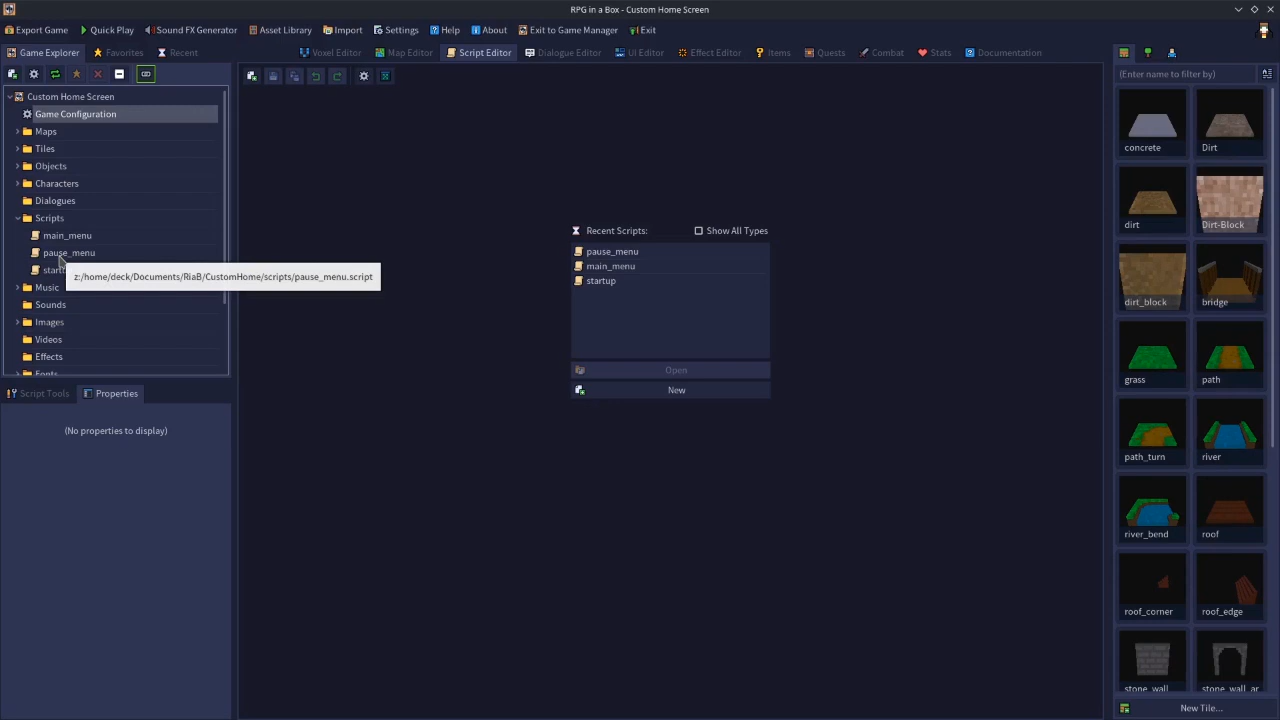 RPG in a Box - Custom Home Screen
Export Game Quick Play Sound FX Generator Asset Library Import Settings Help About Exit to Game Manager Exit
Game Explorer Favorites Recent Voxel Editor Map Editor Script Editor Dialogue Editor UI Editor Effect Editor Items Quests Combat Stats Documentation
(Enter name to filter by)
Custom Home Screen
Game Configuration
Maps
Tiles
Objects
Characters
Dialogues
Scripts
main_menu
pause_menu
z:/home/deck/Documents/RiaB/CustomHome/scripts/pause_menu.script
Music
Sounds
Images
Videos
Effects
Fonts
Script Tools Properties
(No properties to display)
Recent Scripts: Show All Types
pause_menu
main_menu
startup
Open
New
concrete Dirt
dirt Dirt-Block
dirt_block bridge
grass path
path_turn river
river_bend roof
roof_corner roof_edge
stone_wall stone_wall_ar
New Tile...